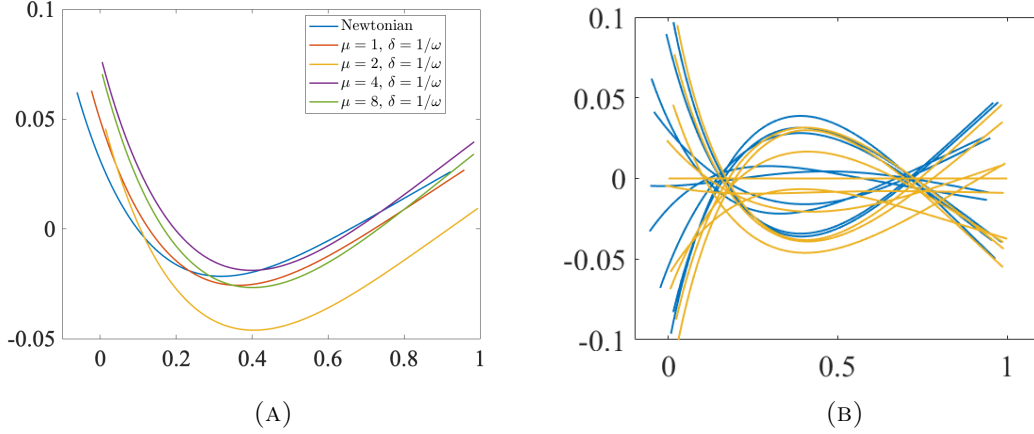 0.1
0.05
0
-0.05
0
0.2
0.4
0.6
0.8
1
Newtonian
μ = 1, δ = 1/ω
μ = 2, δ = 1/ω
μ = 4, δ = 1/ω
μ = 8, δ = 1/ω
(A)
0.1
0.05
0
-0.05
-0.1
0
0.5
1
(B)